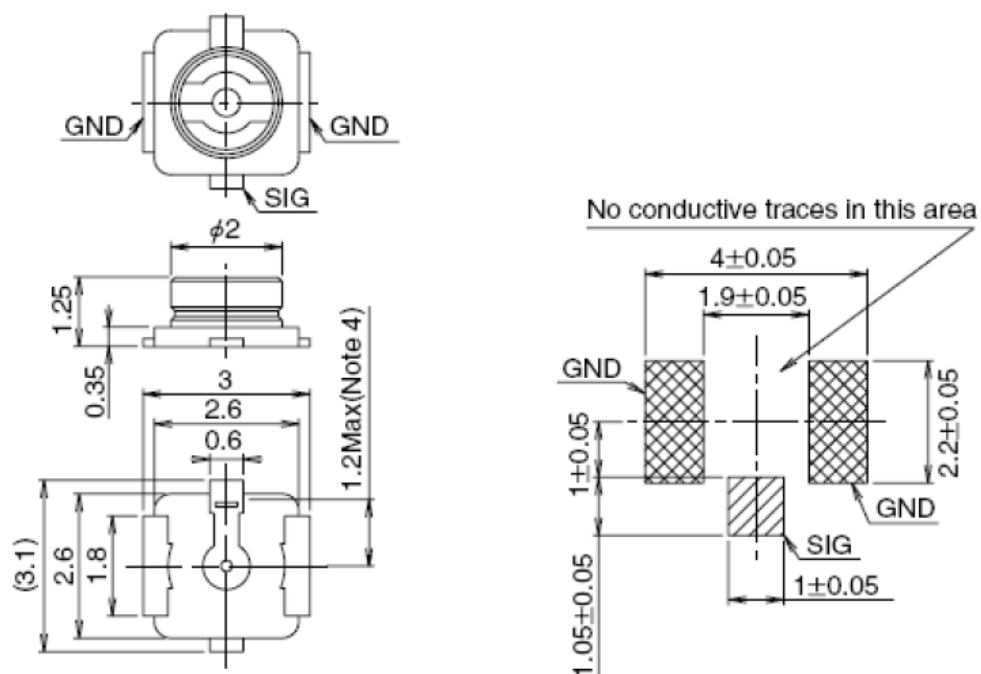 GND
GND
SIG
ϕ2
1.25
0.35
3
2.6
0.6
1.2Max(Note 4)
(3.1)
2.6
1.8
No conductive traces in this area
4±0.05
1.9±0.05
GND
1±0.05
2.2±0.05
GND
SIG
1±0.05
1.05±0.05